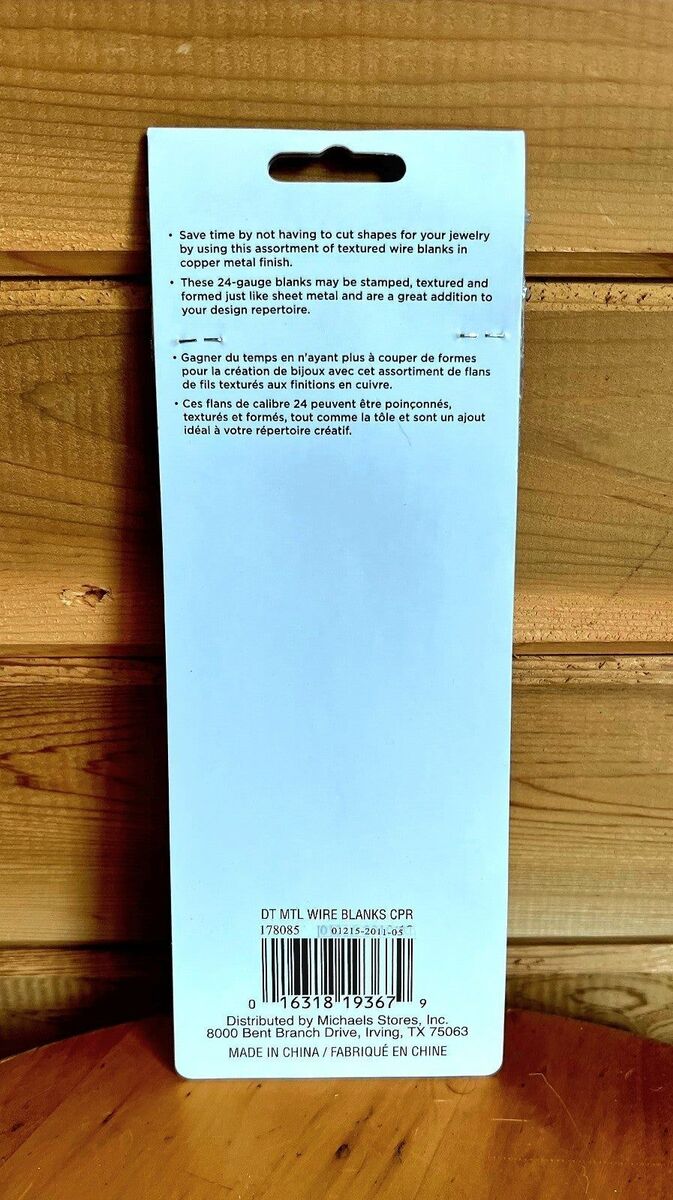 • Save time by not having to cut shapes for your jewelry
by using this assortment of textured wire blanks in
copper metal finish.
• These 24-gauge blanks may be stamped, textured and
formed just like sheet metal and are a great addition to
your design repertoire.
• Gagner du temps en n'ayant plus à couper de formes
pour la création de bijoux avec cet assortiment de flans
de fils texturés aux finitions en cuivre.
• Ces flans de calibre 24 peuvent être poinçonnés,
texturés et formés, tout comme la tôle et sont un ajout
idéal à votre répertoire créatif.
DT MTL WIRE BLANKS CPR
178085 01215-2011-05
0 16318 19367 9
Distributed by Michaels Stores, Inc.
8000 Bent Branch Drive, Irving, TX 75063
MADE IN CHINA / FABRIQUÉ EN CHINE